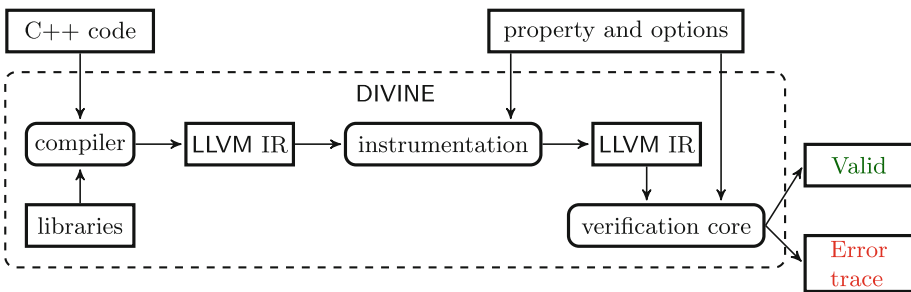 C++ code
property and options
DIVINE
compiler
LLVM IR
instrumentation
LLVM IR
Valid
libraries
verification core
Error
trace